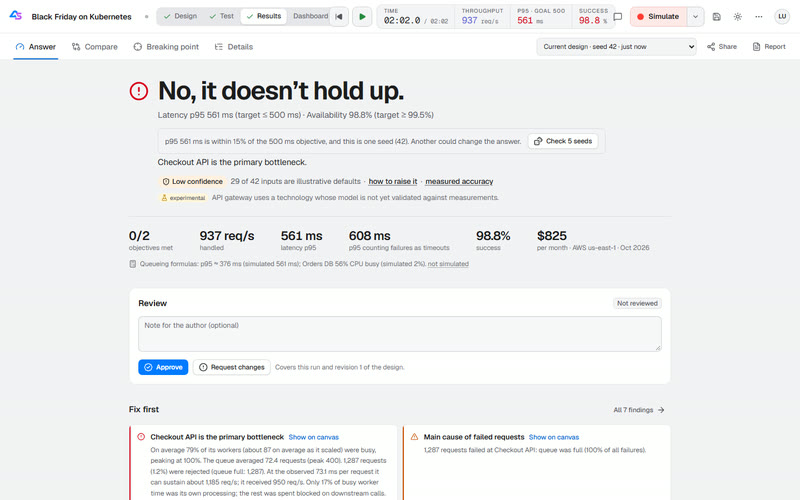 Black Friday on Kubernetes
Design
Test
Results
Dashboard
TIME
02:02.0 / 02:02
THROUGHPUT
937 req/s
P95 · GOAL 500
561 ms
SUCCESS
98.8 %
Simulate
LU
Answer
Compare
Breaking point
Details
Current design · seed 42 · just now
Share
Report
No, it doesn't hold up.
Latency p95 561 ms (target ≤ 500 ms) · Availability 98.8% (target ≥ 99.5%)
p95 561 ms is within 15% of the 500 ms objective, and this is one seed (42). Another could change the answer.
Check 5 seeds
Checkout API is the primary bottleneck.
Low confidence
29 of 42 inputs are illustrative defaults · how to raise it · measured accuracy
experimental
API gateway uses a technology whose model is not yet validated against measurements.
0/2
objectives met
937 req/s
handled
561 ms
latency p95
608 ms
p95 counting failures as timeouts
98.8%
success
$825
per month · AWS us-east-1 · Oct 2026
Queueing formulas: p95 ≈ 376 ms (simulated 561 ms); Orders DB 56% CPU busy (simulated 2%). not simulated
Review
Not reviewed
Note for the author (optional)
Approve
Request changes
Covers this run and revision 1 of the design.
Fix first
All 7 findings
Checkout API is the primary bottleneck
Show on canvas
On average 79% of its workers (about 87 on average as it scaled) were busy,
peaking at 100%. The queue averaged 72.4 requests (peak 400). 1,287 requests
(1.2%) were rejected (queue full: 1,287). At the observed 73.1 ms per request it
can sustain about 1,185 req/s; it received 950 req/s. Only 17% of busy worker
time was its own processing; the rest was spent blocked on downstream calls.
Main cause of failed requests
Show on canvas
1,287 requests failed at Checkout API: queue was full (100% of all failures).